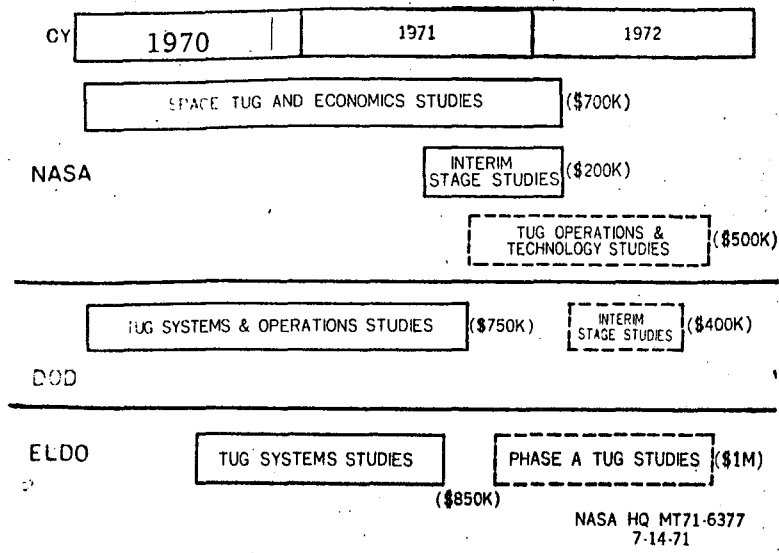 CY 1970 1971 1972
SPACE TUG AND ECONOMICS STUDIES ($700K)
NASA
INTERIM
STAGE STUDIES ($200K)
TUG OPERATIONS &
TECHNOLOGY STUDIES ($500K)
TUG SYSTEMS & OPERATIONS STUDIES ($750K)
INTERIM
STAGE STUDIES ($400K)
DOD
ELDO
TUG SYSTEMS STUDIES
($850K)
PHASE A TUG STUDIES ($1M)
NASA HQ MT71-6377
7-14-71